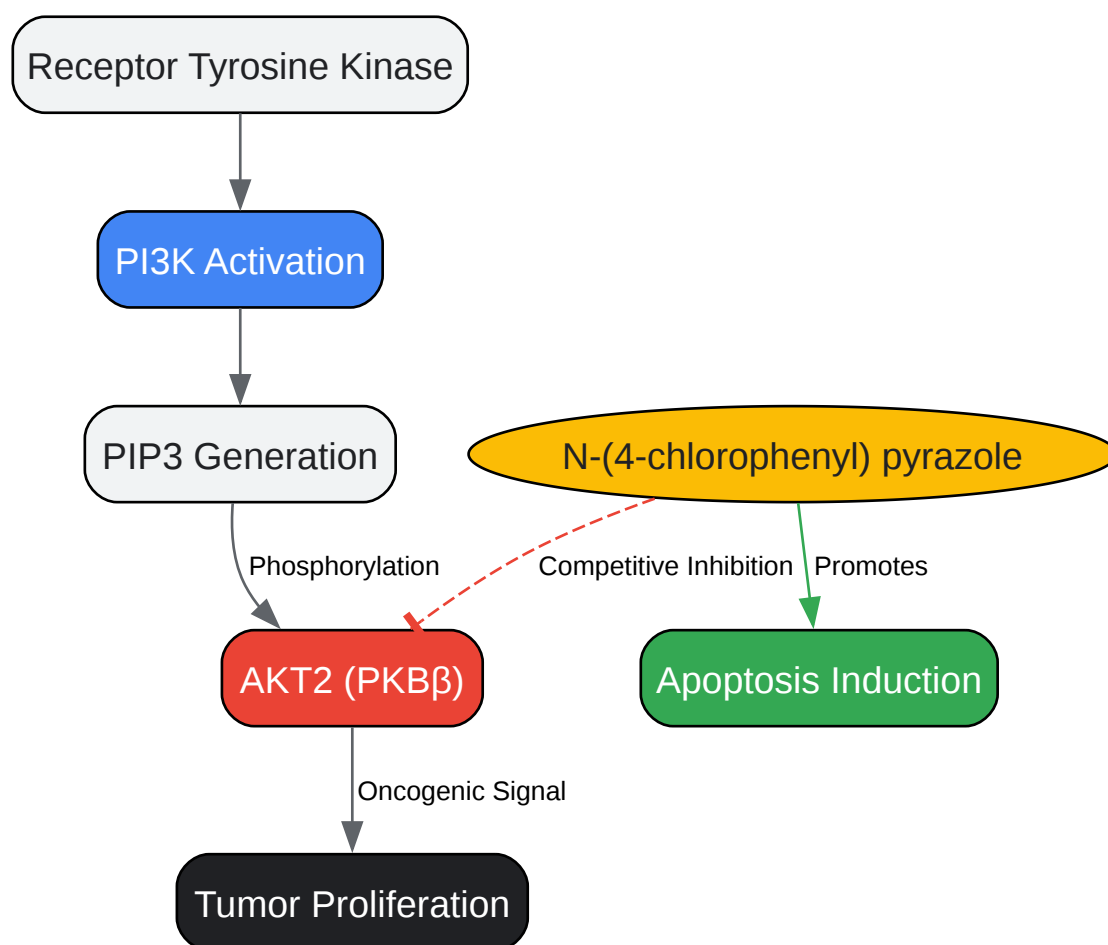 Receptor Tyrosine Kinase
PI3K Activation
PIP3 Generation
N-(4-chlorophenyl) pyrazole
Phosphorylation
Competitive Inhibition
Promotes
AKT2 (PKBβ)
Apoptosis Induction
Oncogenic Signal
Tumor Proliferation